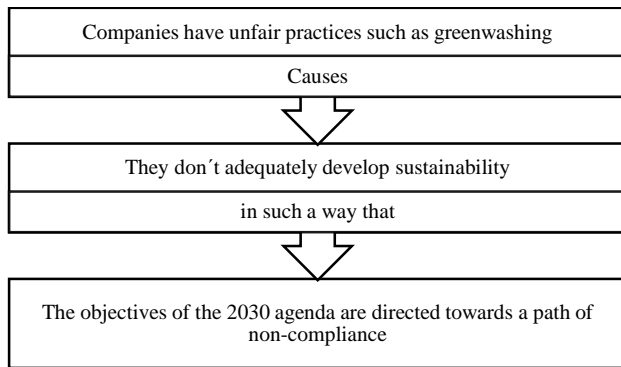 Companies have unfair practices such as greenwashing
Causes
They don´t adequately develop sustainability
in such a way that
The objectives of the 2030 agenda are directed towards a path of
non-compliance